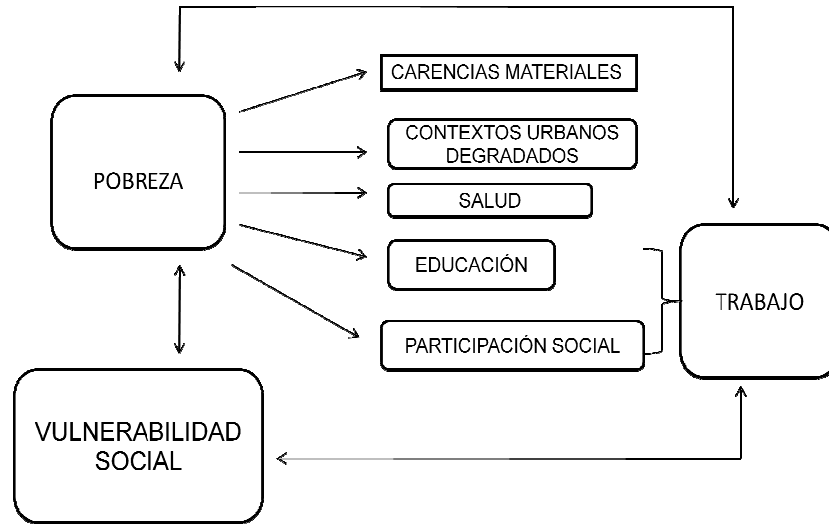 CARENCIAS MATERIALES
CONTEXTOS URBANOS
DEGRADADOS
POBREZA
SALUD
EDUCACIÓN
TRABAJO
PARTICIPACIÓN SOCIAL
VULNERABILIDAD
SOCIAL